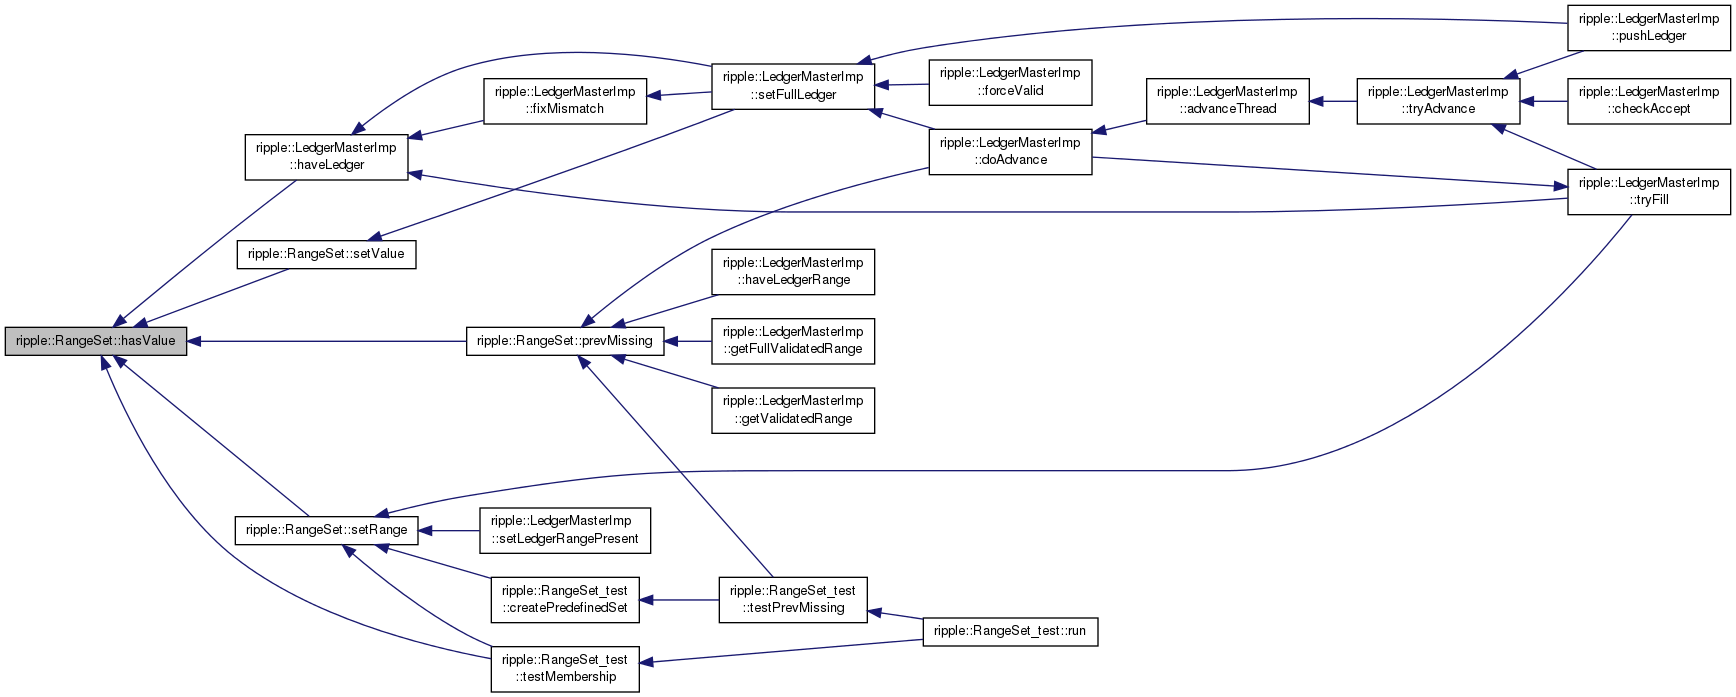 ripple::LedgerMasterImp
::pushLedger
ripple::LedgerMasterImp
::setFullLedger
ripple::LedgerMasterImp
::forceValid
ripple::LedgerMasterImp
::fixMismatch
ripple::LedgerMasterImp
::advanceThread
ripple::LedgerMasterImp
::tryAdvance
ripple::LedgerMasterImp
::checkAccept
ripple::LedgerMasterImp
::haveLedger
ripple::LedgerMasterImp
::doAdvance
ripple::LedgerMasterImp
::tryFill
ripple::RangeSet::setValue
ripple::LedgerMasterImp
::haveLedgerRange
ripple::RangeSet::hasValue
ripple::RangeSet::prevMissing
ripple::LedgerMasterImp
::getFullValidatedRange
ripple::LedgerMasterImp
::getValidatedRange
ripple::RangeSet::setRange
ripple::LedgerMasterImp
::setLedgerRangePresent
ripple::RangeSet_test
::createPredefinedSet
ripple::RangeSet_test
::testPrevMissing
ripple::RangeSet_test::run
ripple::RangeSet_test
::testMembership